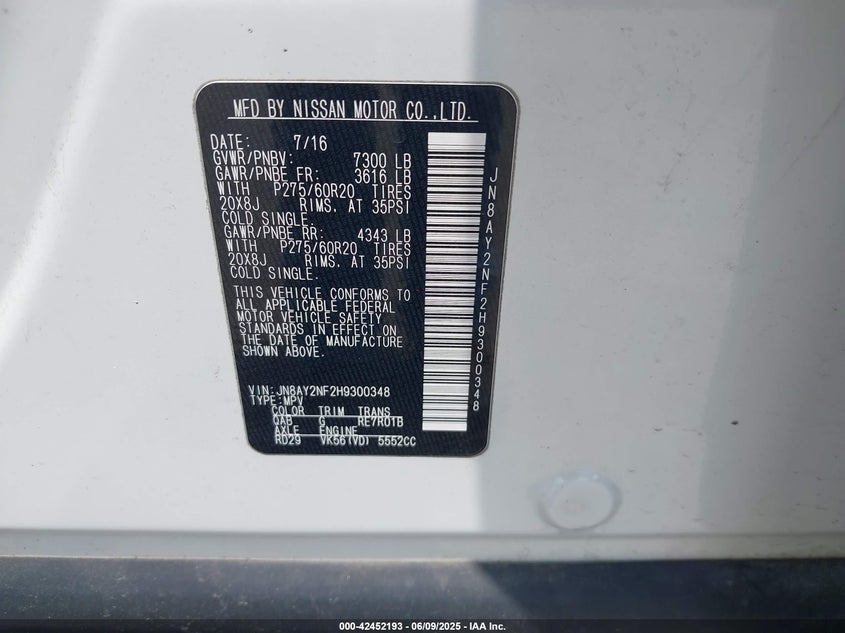 MFD BY NISSAN MOTOR CO.,LTD.
DATE: 7/16
GVWR/PNBV: 7300 LB
GAWR/PNBE FR: 3616 LB
WITH P275/60R20 TIRES
20X8J RIMS, AT 35PSI
COLD SINGLE.
GAWR/PNBE RR: 4343 LB
WITH P275/60R20 TIRES
20X8J RIMS, AT 35PSI
COLD SINGLE.
THIS VEHICLE CONFORMS TO
ALL APPLICABLE FEDERAL
MOTOR VEHICLE SAFETY
STANDARDS IN EFFECT ON
THE DATE OF MANUFACTURE
SHOWN ABOVE.
VIN:JN8AY2NF2H9300348
TYPE:MPV
COLOR TRIM TRANS
QAB G RE7R01B
AXLE ENGINE
RD29 VK56(VD) 5552CC
JN8AY2NF2H9300348
000-42452193 - 06/09/2025 - IAA Inc.